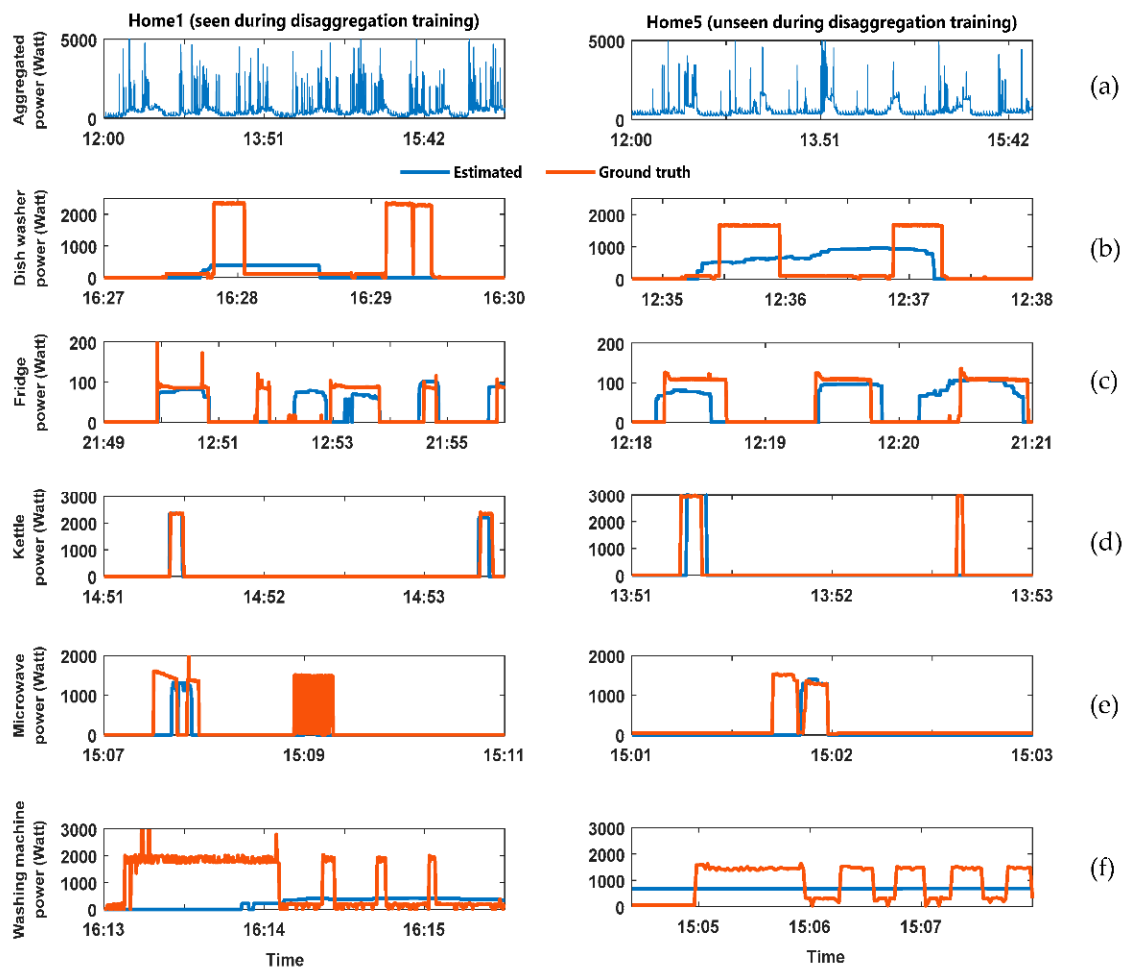 Home1 (seen during disaggregation training)
Home5 (unseen during disaggregation training)
Aggregated
power (Watt)
5000
0
12:00 13:51 15:42
5000
0
12:00 13.51 15:42
(a)
Estimated Ground truth
Dish washer
power (Watt)
2000
1000
0
16:27 16:28 16:29 16:30
2000
1000
0
12:35 12:36 12:37 12:38
(b)
Fridge
power (Watt)
200
100
0
21:49 12:51 12:53 21:55
200
100
0
12:18 12:19 12:20 21:21
(c)
Kettle
power (Watt)
3000
2000
1000
0
14:51 14:52 14:53
3000
2000
1000
0
13:51 13:52 13:53
(d)
Microwave
power (Watt)
2000
1000
0
15:07 15:09 15:11
2000
1000
0
15:01 15:02 15:03
(e)
Washing machine
power (Watt)
3000
2000
1000
0
16:13 16:14 16:15
Time
3000
2000
1000
0
15:05 15:06 15:07
Time
(f)